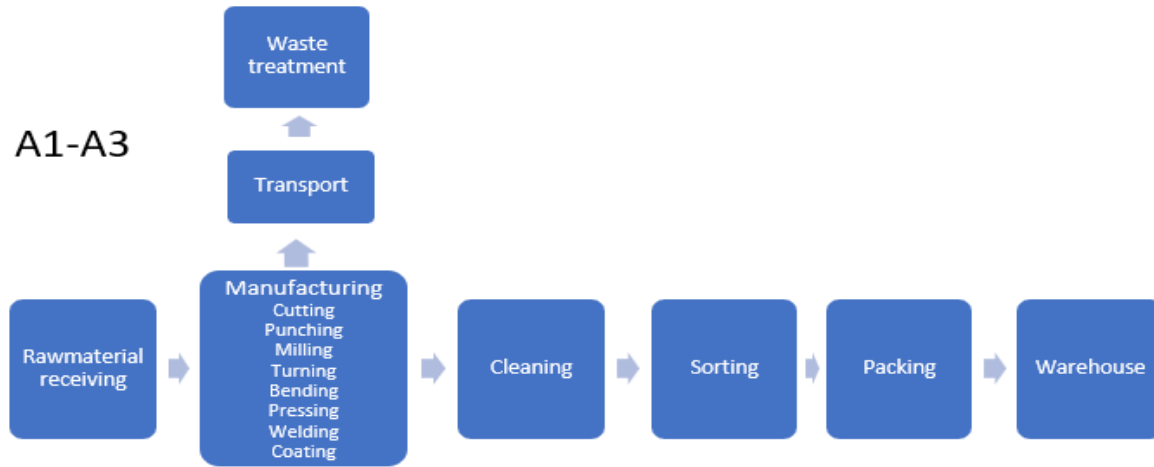 Waste
treatment
A1-A3
Transport
Manufacturing
Cutting
Punching
Milling
Turning
Bending
Pressing
Welding
Coating
Rawmaterial
receiving
Cleaning
Sorting
Packing
Warehouse